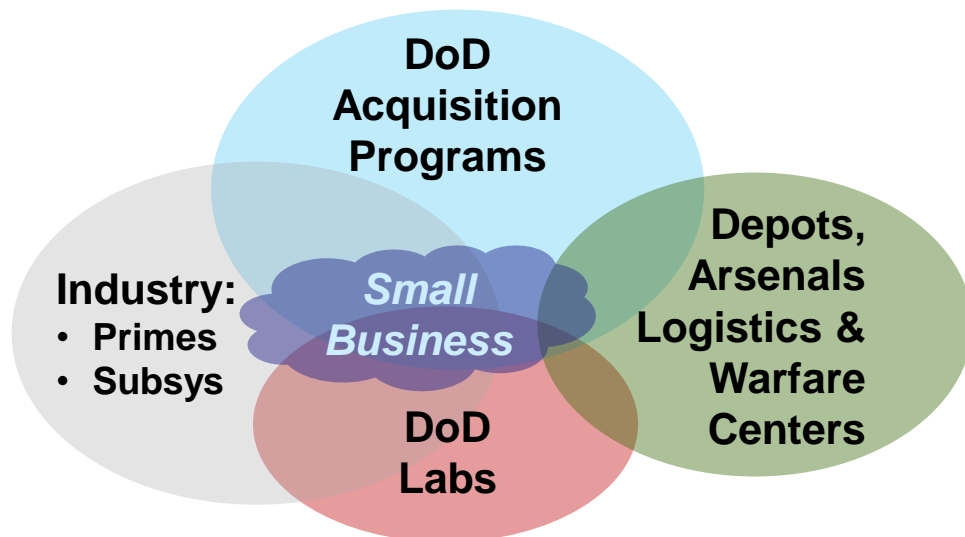 DoD
Acquisition
Programs
Industry:
• Primes
• Subsys
Small
Business
Depots,
Arsenals
Logistics &
Warfare
Centers
DoD
Labs